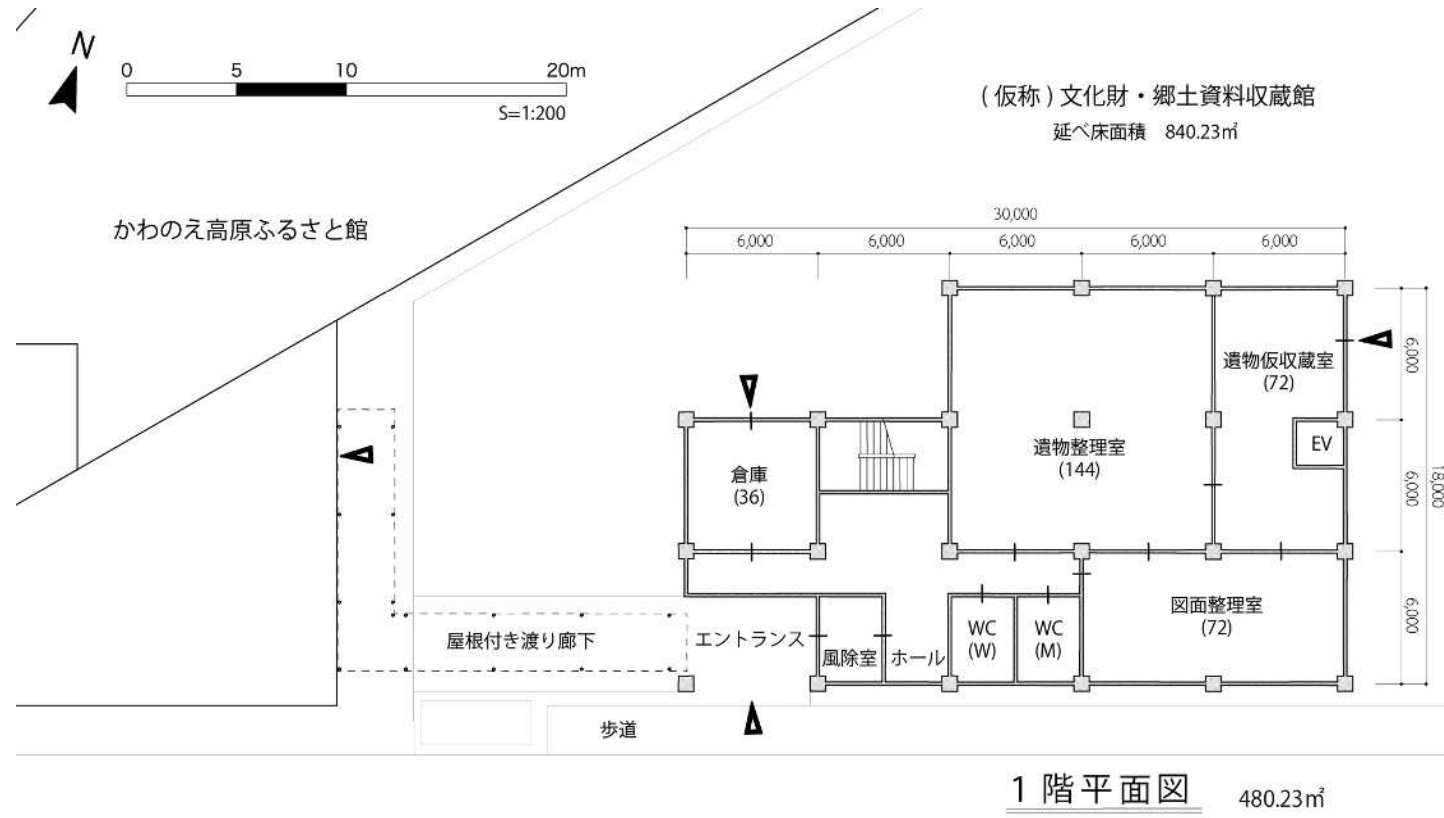 N
0 5 10 20m
S=1:200
(仮称)文化財・郷土資料収蔵館
延べ床面積 840.23㎡
かわのえ高原ふるさと館
30,000
6,000 6,000 6,000 6,000 6,000
遺物仮収蔵室
(72)
6,000
EV
遺物整理室
(144)
倉庫
(36)
6,000
18,000
図面整理室
(72)
6,000
屋根付き渡り廊下
エントランス
風除室
ホール
WC
(W)
WC
(M)
歩道
1階平面図 480.23㎡